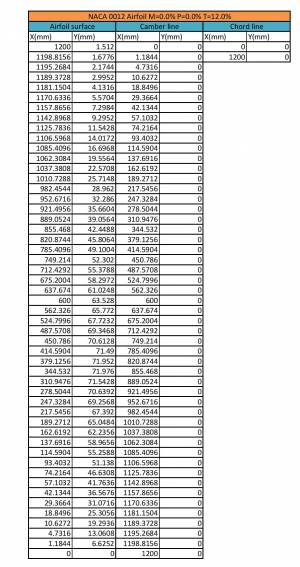 NACA 0012 Airfoil M=0.0% P=0.0% T=12.0%
Airfoil surface Camber line Chord line
X(mm) Y(mm) X(mm) Y(mm) X(mm) Y(mm)
1200 1.512 0 0 0 0
1198.8156 1.6776 1.1844 0 1200 0
1195.2684 2.1744 4.7316 0
1189.3728 2.9952 10.6272 0
1181.1504 4.1316 18.8496 0
1170.6336 5.5704 29.3664 0
1157.8656 7.2984 42.1344 0
1142.8968 9.2952 57.1032 0
1125.7836 11.5428 74.2164 0
1106.5968 14.0172 93.4032 0
1085.4096 16.6968 114.5904 0
1062.3084 19.5564 137.6916 0
1037.3808 22.5708 162.6192 0
1010.7288 25.7148 189.2712 0
982.4544 28.962 217.5456 0
952.6716 32.286 247.3284 0
921.4956 35.6604 278.5044 0
889.0524 39.0564 310.9476 0
855.468 42.4488 344.532 0
820.8744 45.8064 379.1256 0
785.4096 49.1004 414.5904 0
749.214 52.302 450.786 0
712.4292 55.3788 487.5708 0
675.2004 58.2972 524.7996 0
637.674 61.0248 562.326 0
600 63.528 600 0
562.326 65.772 637.674 0
524.7996 67.7232 675.2004 0
487.5708 69.3468 712.4292 0
450.786 70.6128 749.214 0
414.5904 71.49 785.4096 0
379.1256 71.952 820.8744 0
344.532 71.976 855.468 0
310.9476 71.5428 889.0524 0
278.5044 70.6392 921.4956 0
247.3284 69.2568 952.6716 0
217.5456 67.392 982.4544 0
189.2712 65.0484 1010.7288 0
162.6192 62.2356 1037.3808 0
137.6916 58.9656 1062.3084 0
114.5904 55.2588 1085.4096 0
93.4032 51.138 1106.5968 0
74.2164 46.6308 1125.7836 0
57.1032 41.7636 1142.8968 0
42.1344 36.5676 1157.8656 0
29.3664 31.0716 1170.6336 0
18.8496 25.3056 1181.1504 0
10.6272 19.2936 1189.3728 0
4.7316 13.0608 1195.2684 0
1.1844 6.6252 1198.8156 0
0 0 1200 0